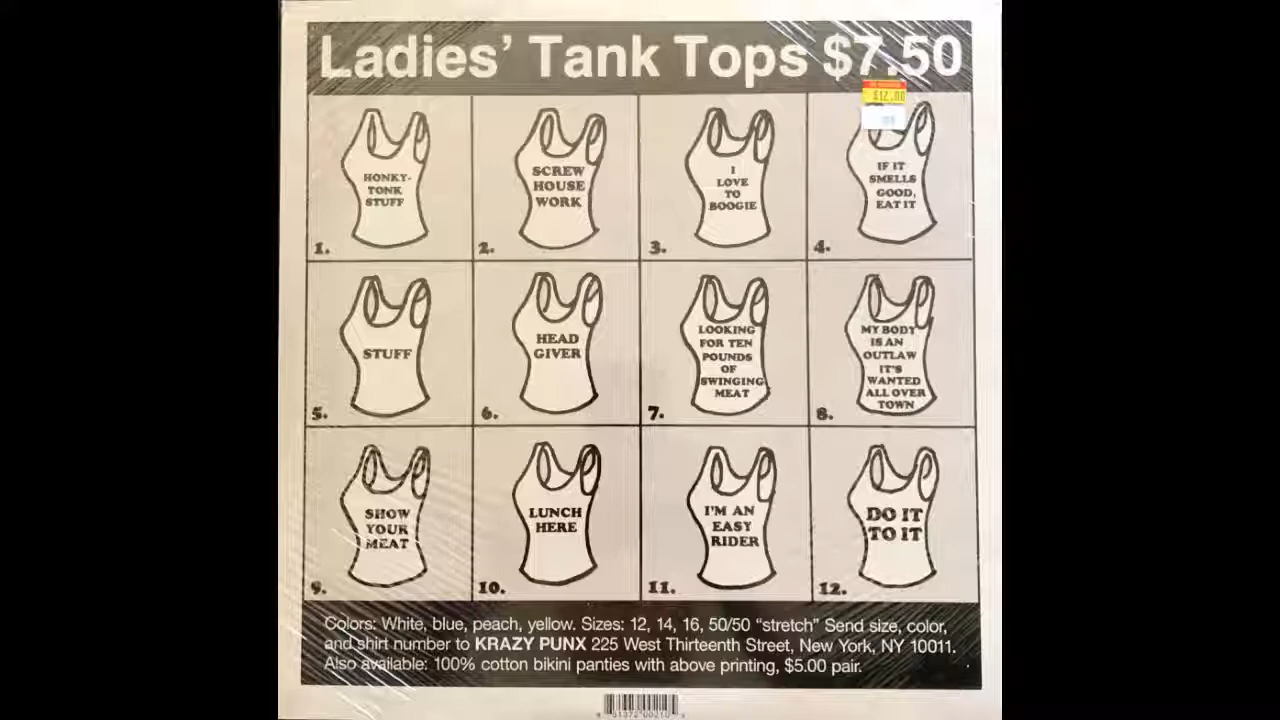 Ladies' Tank Tops $7.50
$12.00
HONKY-
TONK
STUFF
1.
SCREW
HOUSE
WORK
2.
I
LOVE
TO
BOOGIE
3.
IF IT
SMELLS
GOOD,
EAT IT
4.
STUFF
5.
HEAD
GIVER
6.
LOOKING
FOR TEN
POUNDS
OF
SWINGING
MEAT
7.
MY BODY
IS AN
OUTLAW
IT'S
WANTED
ALL OVER
TOWN
8.
SHOW
YOUR
MEAT
9.
LUNCH
HERE
10.
I'M AN
EASY
RIDER
11.
DO IT
TO IT
12.
Colors: White, blue, peach, yellow. Sizes: 12, 14, 16, 50/50 “stretch” Send size, color,
and shirt number to KRAZY PUNX 225 West Thirteenth Street, New York, NY 10011.
Also available: 100% cotton bikini panties with above printing, $5.00 pair.